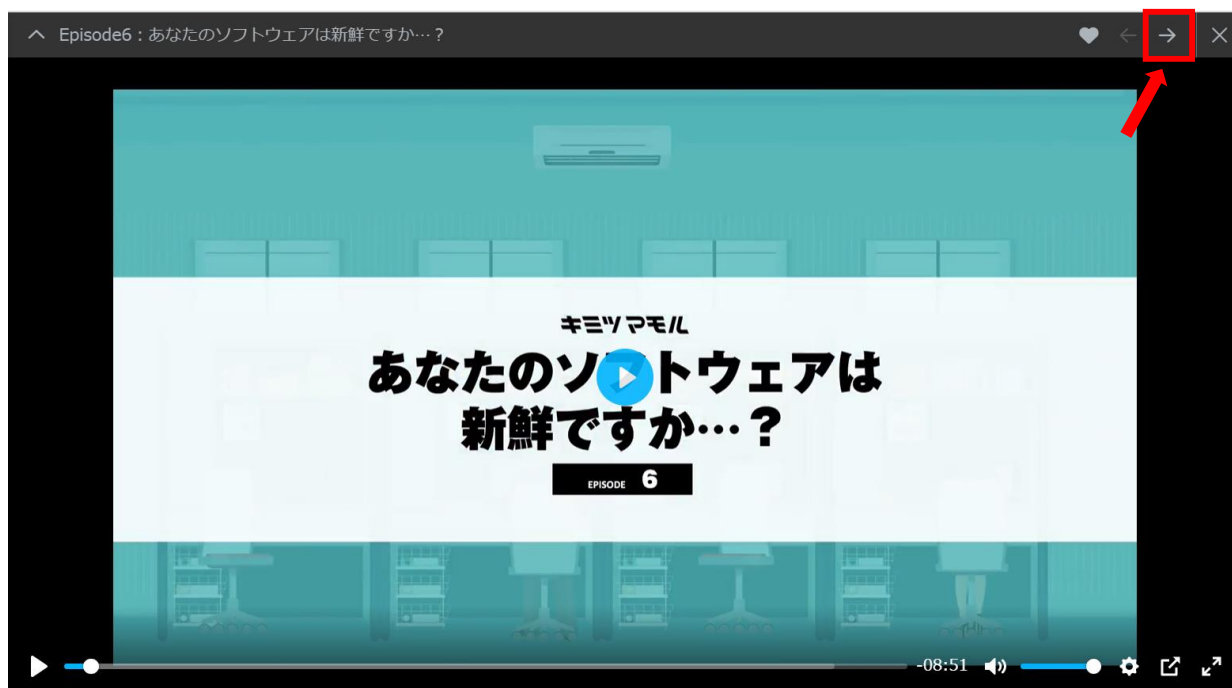 Episode6：あなたのソフトウェアは新鮮ですか…？
キミツ マモル
あなたのソフトウェアは
新鮮ですか…？
EPISODE 6
-08:51